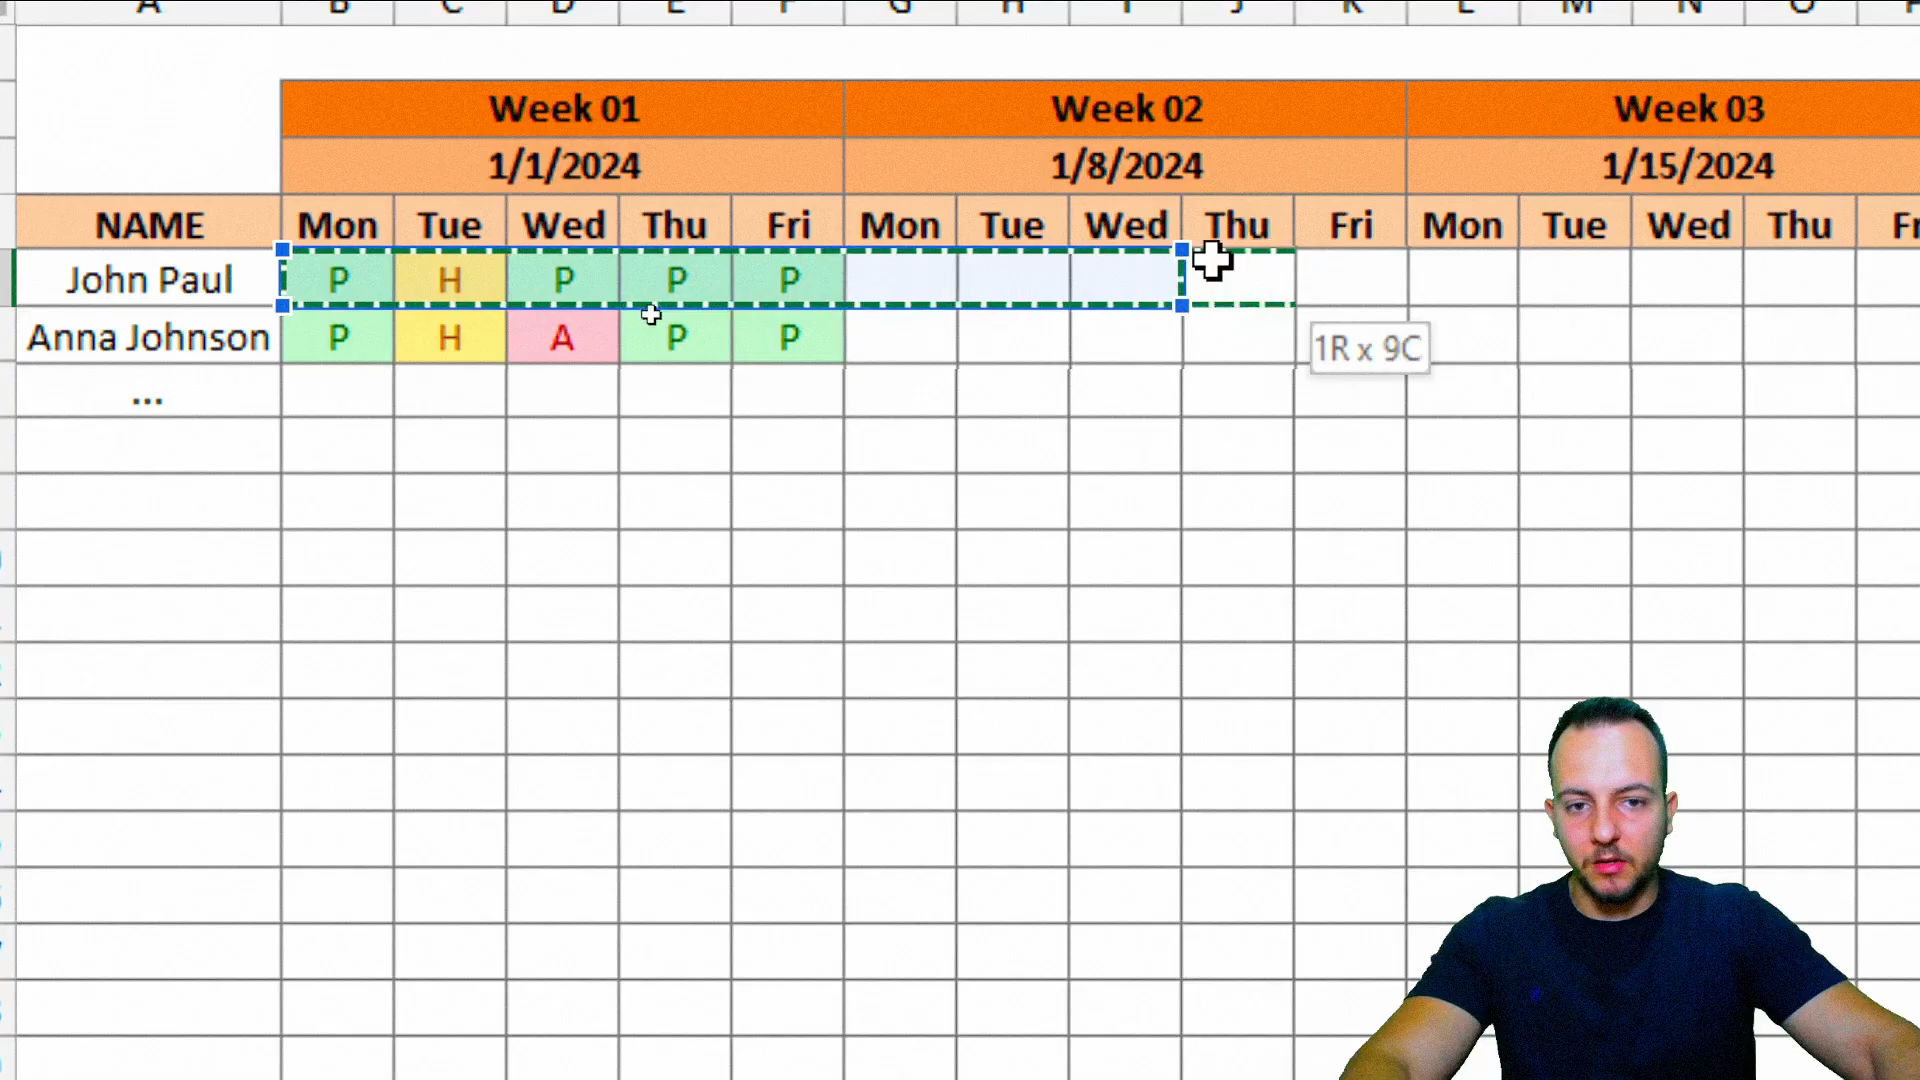 A B C D E F G H I J K L M N O
Week 01 Week 02 Week 03
1/1/2024 1/8/2024 1/15/2024
NAME Mon Tue Wed Thu Fri Mon Tue Wed Thu Fri Mon Tue Wed Thu
John Paul P H P P P
Anna Johnson P H A P P
1R x 9C
...